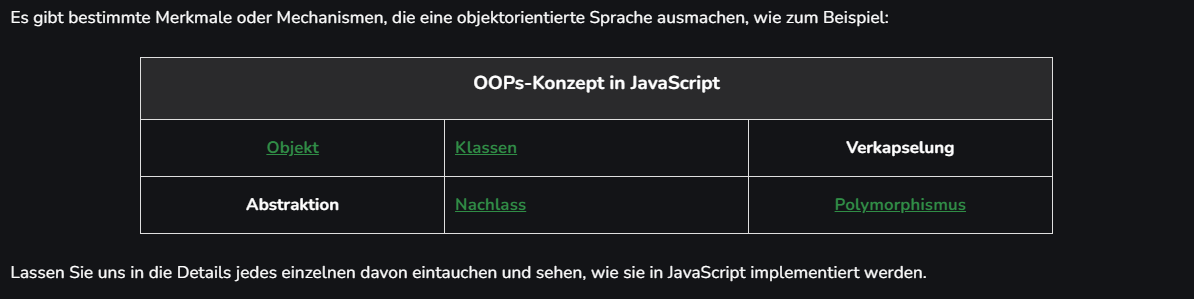 Es gibt bestimmte Merkmale oder Mechanismen, die eine objektorientierte Sprache ausmachen, wie zum Beispiel:
OOPs-Konzept in JavaScript
Objekt Klassen Verkapselung
Abstraktion Nachlass Polymorphismus
Lassen Sie uns in die Details jedes einzelnen davon eintauchen und sehen, wie sie in JavaScript implementiert werden.